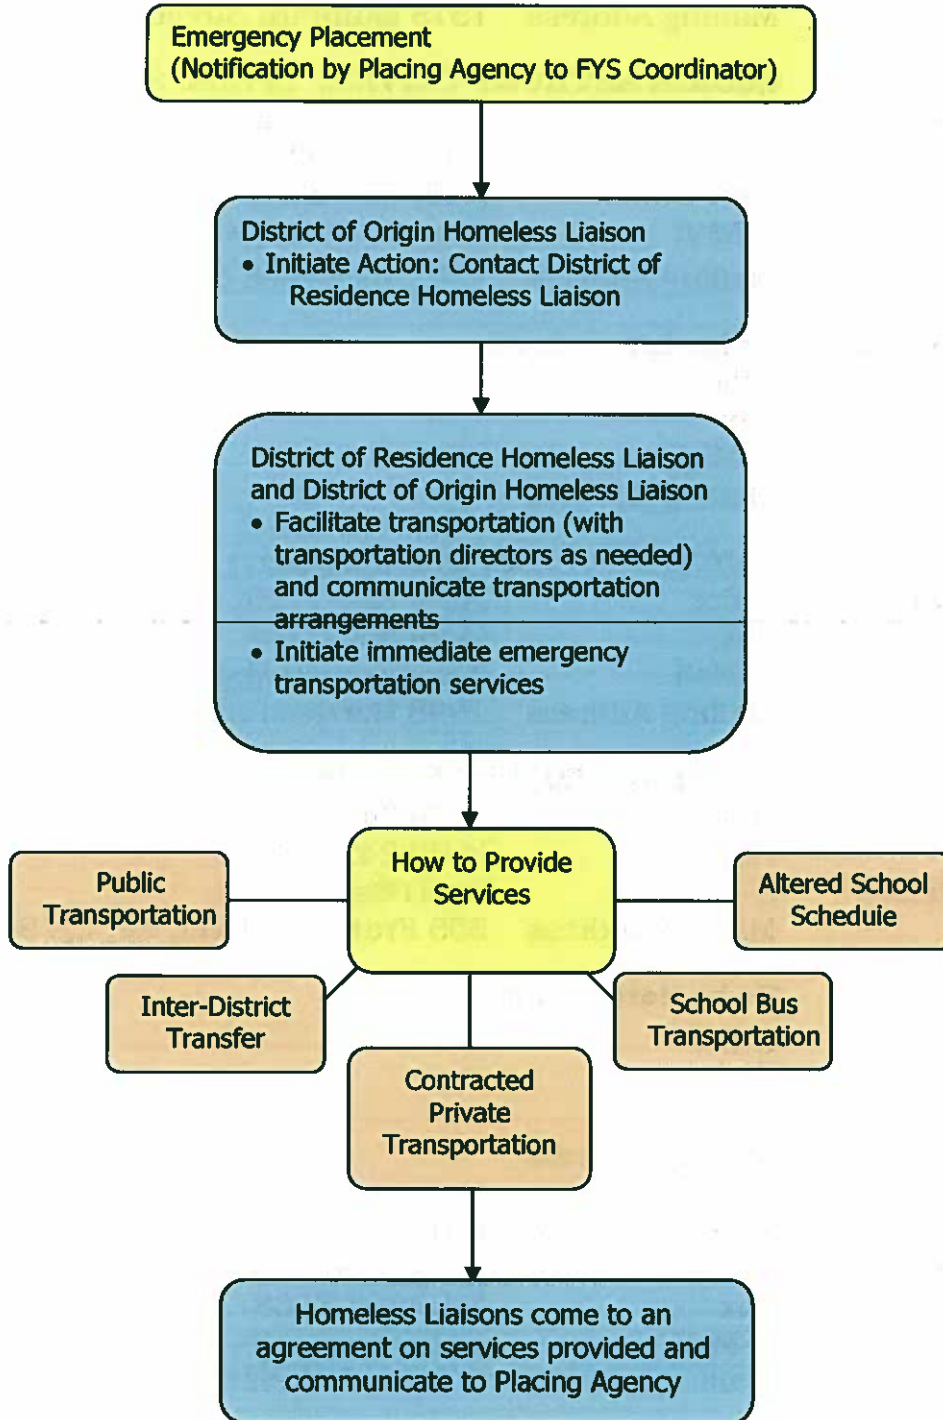 Emergency Placement
(Notification by Placing Agency to FYS Coordinator)
District of Origin Homeless Liaison
• Initiate Action: Contact District of
Residence Homeless Liaison
District of Residence Homeless Liaison
and District of Origin Homeless Liaison
• Facilitate transportation (with
transportation directors as needed)
and communicate transportation
arrangements
• Initiate immediate emergency
transportation services
How to Provide
Services
Public
Transportation
Altered School
Schedule
Inter-District
Transfer
School Bus
Transportation
Contracted
Private
Transportation
Homeless Liaisons come to an
agreement on services provided and
communicate to Placing Agency